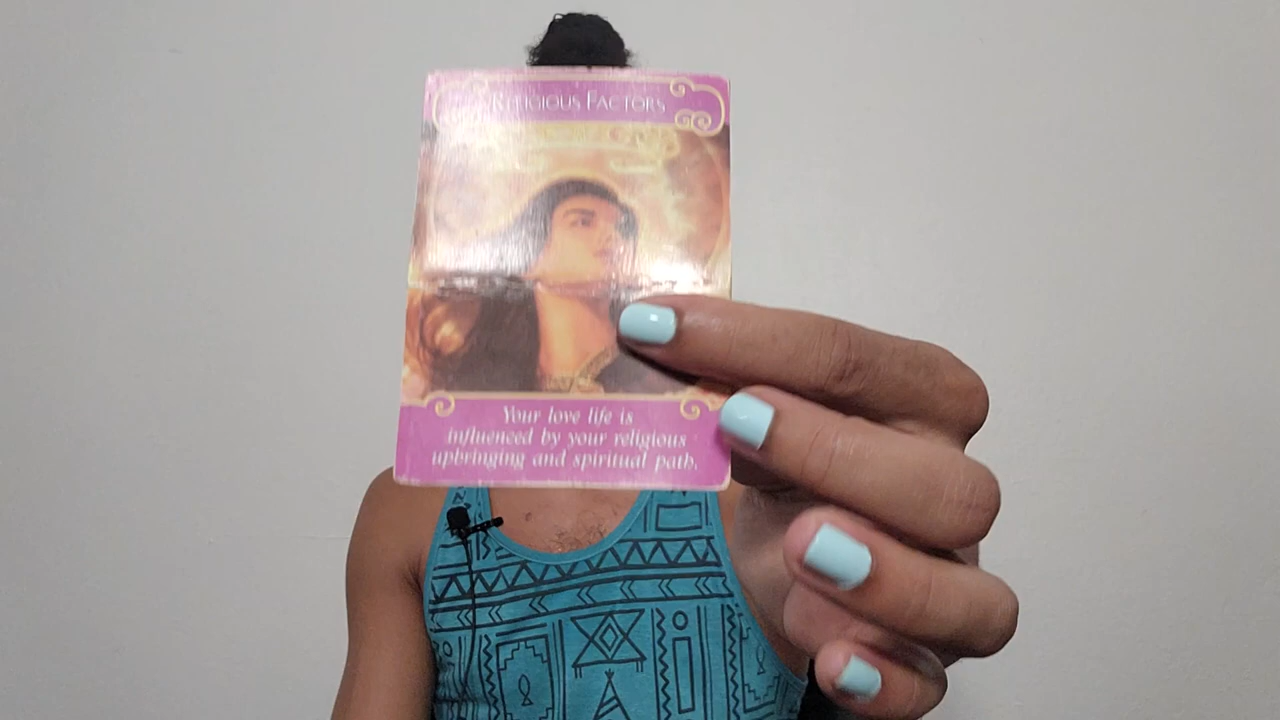 Religious Factors
Your love life is
influenced by your religious
upbringing and spiritual path.